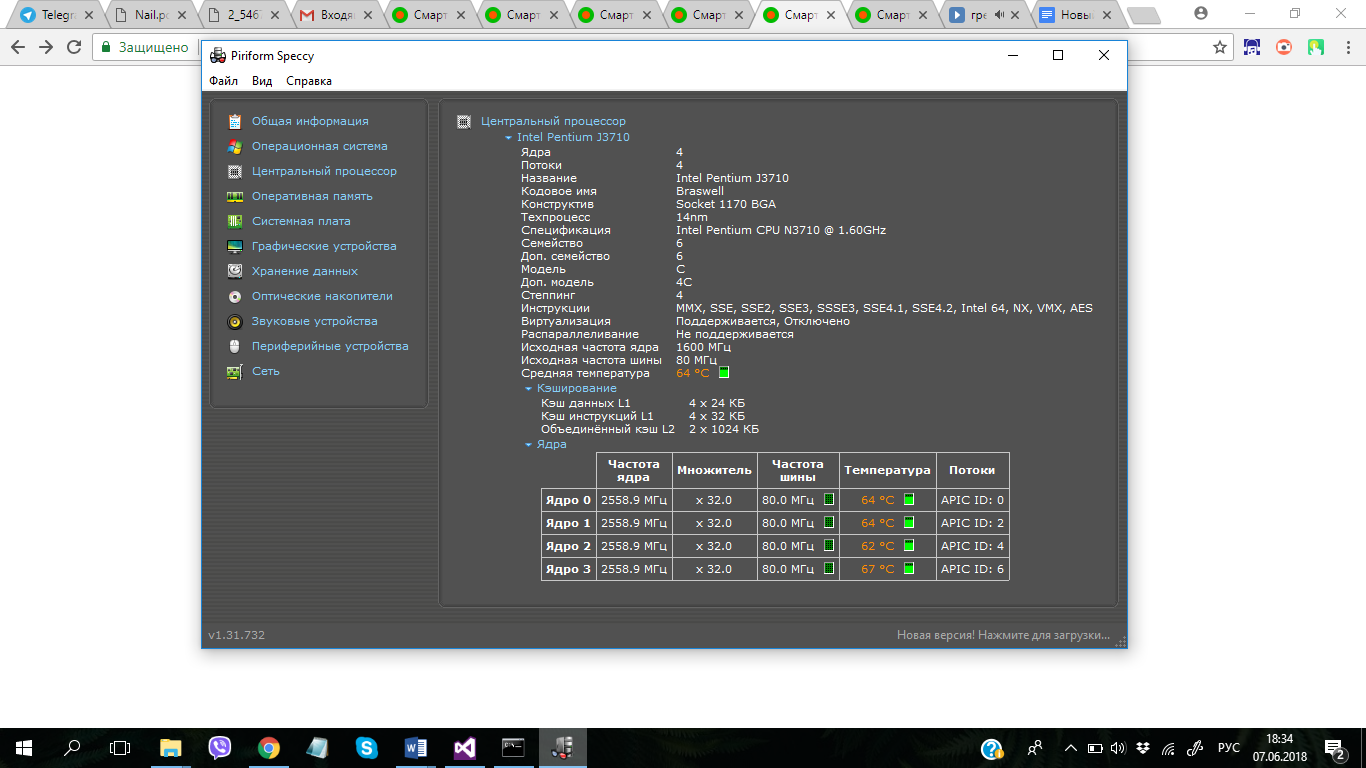 Telegra
Nail.po
2_5467
Входящ
Смарт
Смарт
Смарт
Смарт
Смарт
Смарт
гре
Новый
Защищено
Piriform Speccy
Файл Вид Справка
Общая информация
Операционная система
Центральный процессор
Оперативная память
Системная плата
Графические устройства
Хранение данных
Оптические накопители
Звуковые устройства
Периферийные устройства
Сеть
Центральный процессор
Intel Pentium J3710
Ядра 4
Потоки 4
Название Intel Pentium J3710
Кодовое имя Braswell
Конструктив Socket 1170 BGA
Техпроцесс 14nm
Спецификация Intel Pentium CPU N3710 @ 1.60GHz
Семейство 6
Доп. семейство 6
Модель C
Доп. модель 4C
Степпинг 4
Инструкции MMX, SSE, SSE2, SSE3, SSSE3, SSE4.1, SSE4.2, Intel 64, NX, VMX, AES
Виртуализация Поддерживается, Отключено
Распараллеливание Не поддерживается
Исходная частота ядра 1600 МГц
Исходная частота шины 80 МГц
Средняя температура 64 °C
Кэширование
Кэш данных L1 4 x 24 КБ
Кэш инструкций L1 4 x 32 КБ
Объединённый кэш L2 2 x 1024 КБ
Ядра
Частота ядра Множитель Частота шины Температура Потоки
Ядро 0 2558.9 МГц x 32.0 80.0 МГц 64 °C APIC ID: 0
Ядро 1 2558.9 МГц x 32.0 80.0 МГц 64 °C APIC ID: 2
Ядро 2 2558.9 МГц x 32.0 80.0 МГц 62 °C APIC ID: 4
Ядро 3 2558.9 МГц x 32.0 80.0 МГц 67 °C APIC ID: 6
v1.31.732
Новая версия! Нажмите для загрузки...
РУС
18:34
07.06.2018
2